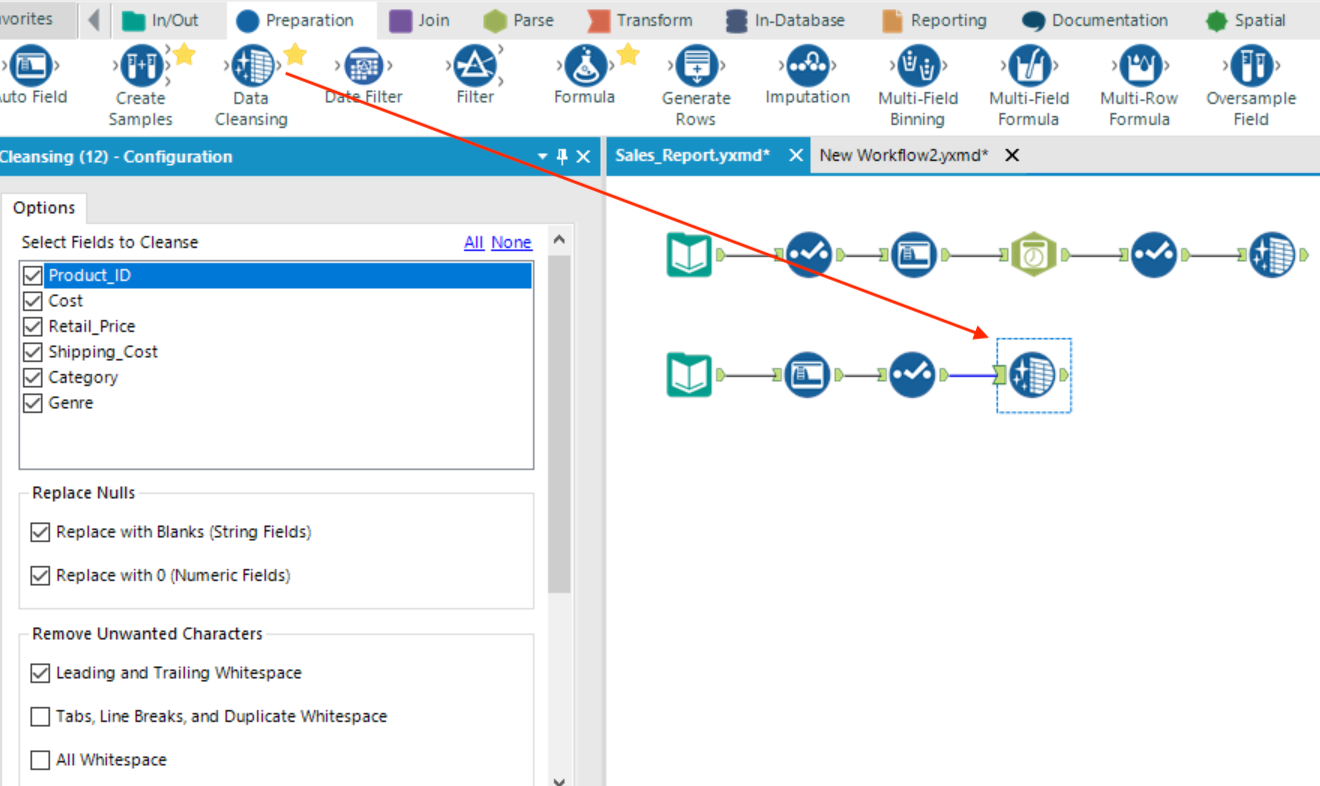 vorites In/Out Preparation Join Parse Transform In-Database Reporting Documentation Spatial
uto Field Create Samples Data Cleansing Date Filter Filter Formula Generate Rows Imputation Multi-Field Binning Multi-Field Formula Multi-Row Formula Oversample Field
Cleansing (12) - Configuration
Sales_Report.yxmd* New Workflow2.yxmd*
Options
Select Fields to Cleanse All None
Product_ID
Cost
Retail_Price
Shipping_Cost
Category
Genre
Replace Nulls
Replace with Blanks (String Fields)
Replace with 0 (Numeric Fields)
Remove Unwanted Characters
Leading and Trailing Whitespace
Tabs, Line Breaks, and Duplicate Whitespace
All Whitespace